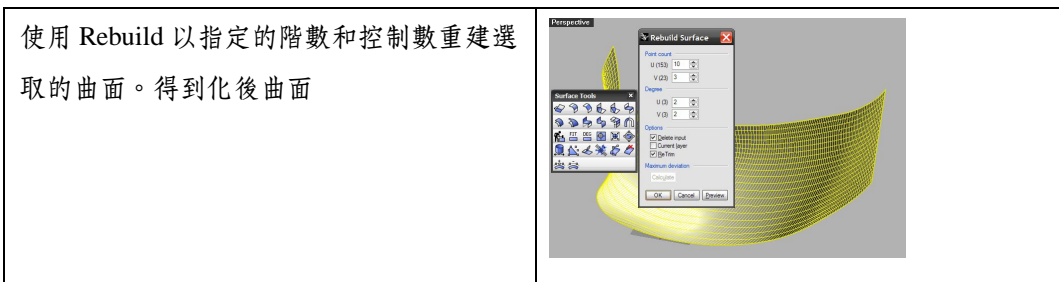 使用 Rebuild 以指定的階數和控制數重建選
取的曲面。得到化後曲面
Perspective
Rebuild Surface
Point count
U (153) 10
V (23) 3
Degree
U (3) 2
V (3) 2
Options
Delete input
Current layer
ReTrim
Maximum deviation
Calculate
OK Cancel Preview
Surface Tools
FIT DEG